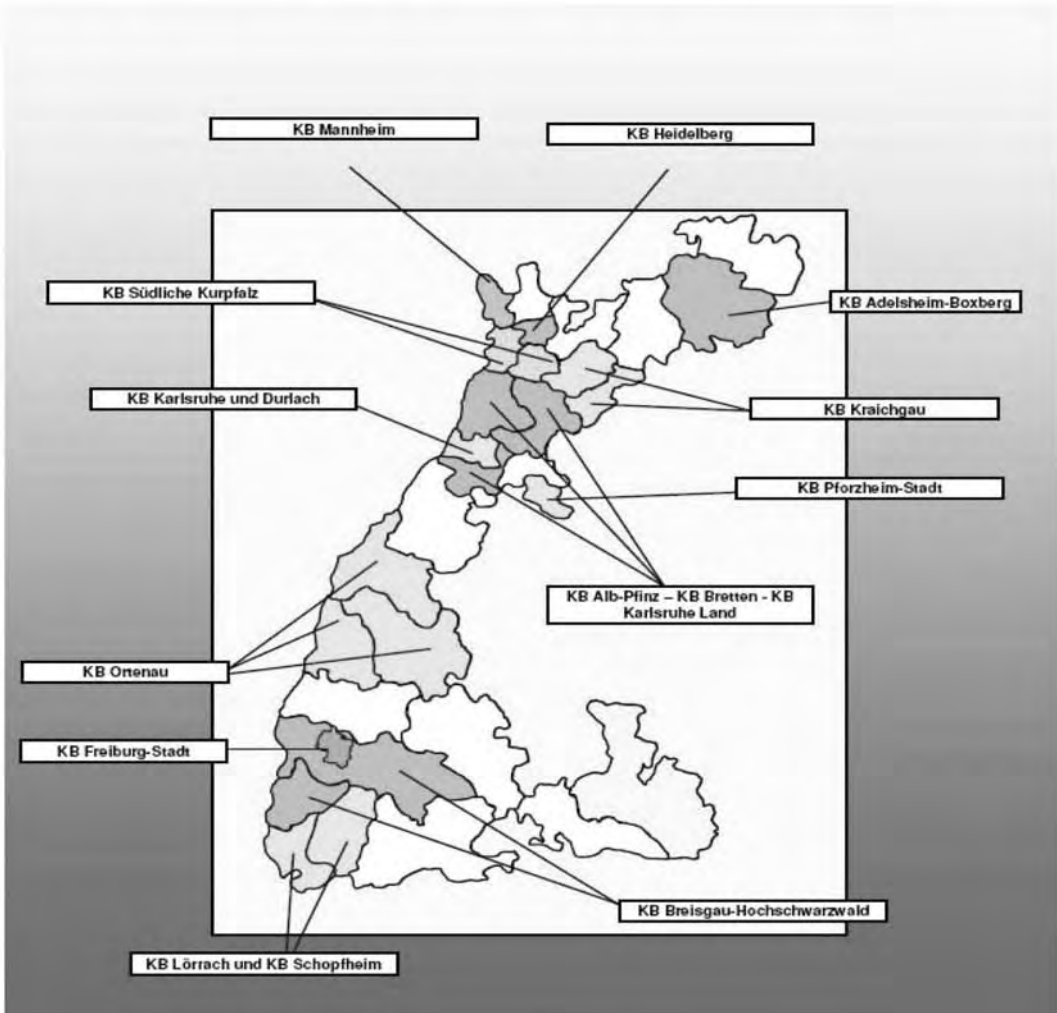 KB Mannheim
KB Heidelberg
KB Südliche Kurpfalz
KB Adelsheim-Boxberg
KB Karlsruhe und Durlach
KB Kraichgau
KB Pforzheim-Stadt
KB Alb-Pfinz – KB Bretten - KB
Karlsruhe Land
KB Ortenau
KB Freiburg-Stadt
KB Breisgau-Hochschwarzwald
KB Lörrach und KB Schopfheim